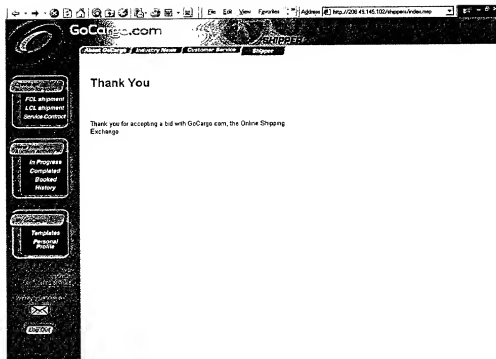 File Edit View Favorites
Address http://206.45.145.102/shippers/index.mep
GoCargo.com
SHIPPER
About GoCargo / Industry News / Customer Service / Shipper
Thank You
Thank you for accepting a bid with GoCargo.com, the Online Shipping
Exchange
FCL shipment
LCL shipment
Service Contract
In Progress
Completed
Booked
History
Templates
Personal
Profile
Log Out